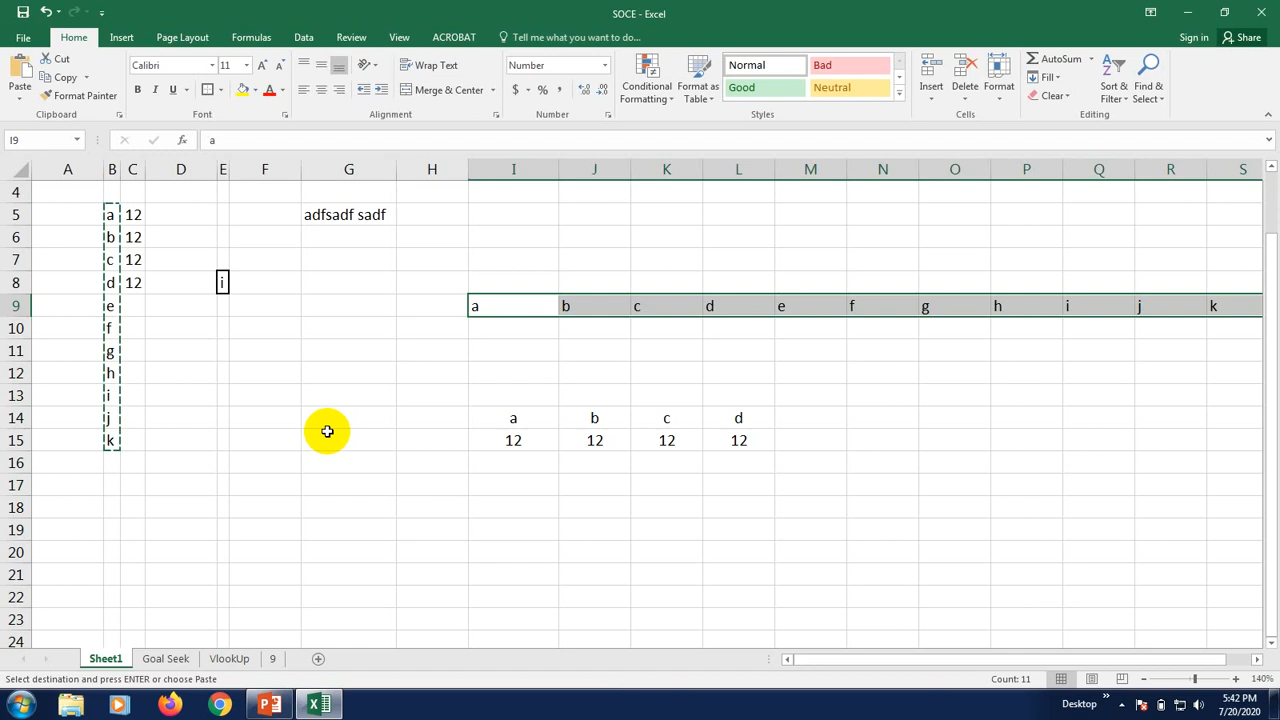 SOCE - Excel
File Home Insert Page Layout Formulas Data Review View ACROBAT Tell me what you want to do... Sign in Share
Paste Cut Copy Format Painter Clipboard
Calibri 11 B I U Font
Wrap Text Merge & Center Alignment
Number $ % , Number
Conditional Formatting Format as Table Normal Bad Good Neutral Styles
Insert Delete Format Cells
AutoSum Fill Clear Sort & Filter Find & Select Editing
I9 fx a
A B C D E F G H I J K L M N O P Q R S
4
5 a 12 adfsadf sadf
6 b 12
7 c 12
8 d 12 i
9 e a b c d e f g h i j k
10 f
11 g
12 h
13 i
14 j a b c d
15 k 12 12 12 12
16
17
18
19
20
21
22
23
24
Sheet1 Goal Seek VlookUp 9
Select destination and press ENTER or choose Paste Count: 11 140%
Desktop 5:42 PM
7/20/2020